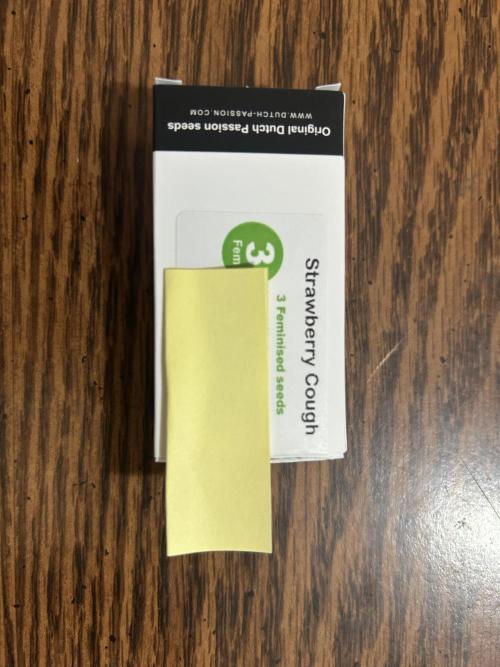 Original Dutch Passion seeds
WWW.DUTCH-PASSION.COM
Strawberry Cough
3 Feminised seeds
3
Fem